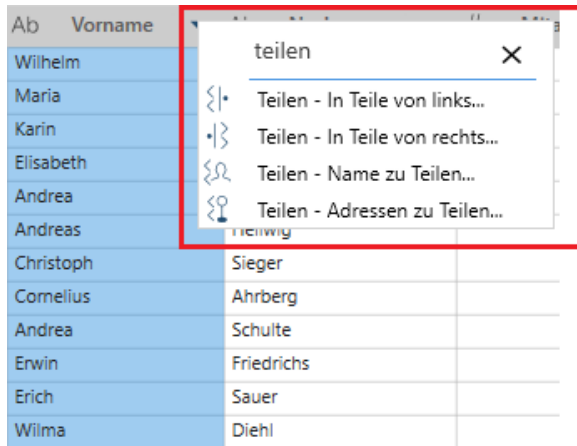 Ab Vorname
teilen
Wilhelm
Maria
Teilen - In Teile von links...
Karin
Teilen - In Teile von rechts...
Elisabeth
Teilen - Name zu Teilen...
Andrea
Teilen - Adressen zu Teilen...
Andreas Hellwig
Christoph Sieger
Cornelius Ahrberg
Andrea Schulte
Erwin Friedrichs
Erich Sauer
Wilma Diehl